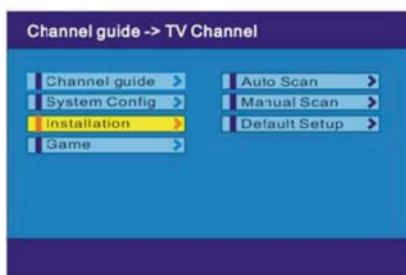 Channel guide -> TV Channel
Channel guide
System Config
Installation
Game
Auto Scan
Manual Scan
Default Setup